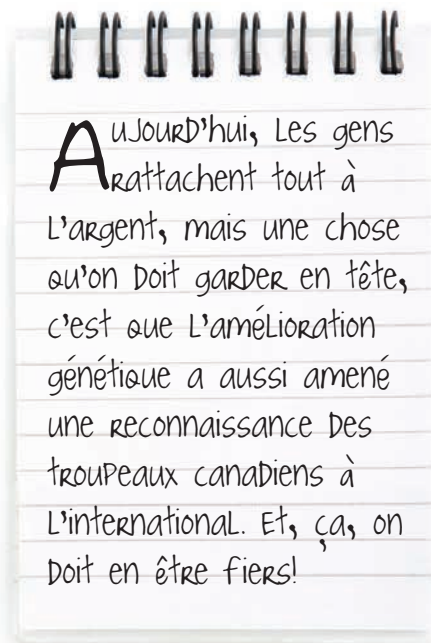 Aujourd'hui, les gens
rattachent tout à
l'argent, mais une chose
qu'on doit garder en tête,
c'est que l'amélioration
génétique a aussi amené
une reconnaissance des
troupeaux canadiens à
l'international. Et, ça, on
doit en être fiers!